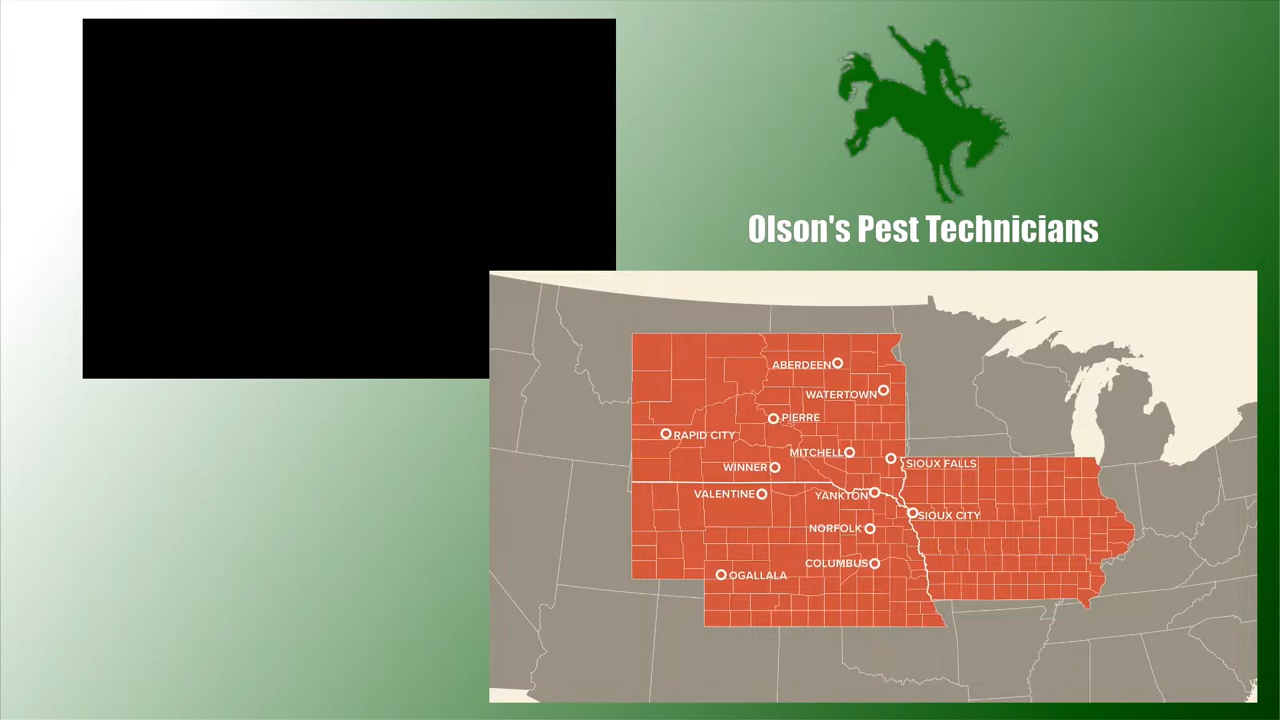 Olson's Pest Technicians
ABERDEEN
WATERTOWN
PIERRE
RAPID CITY
MITCHELL
SIOUX FALLS
WINNER
VALENTINE
YANKTON
SIOUX CITY
NORFOLK
COLUMBUS
OGALLALA